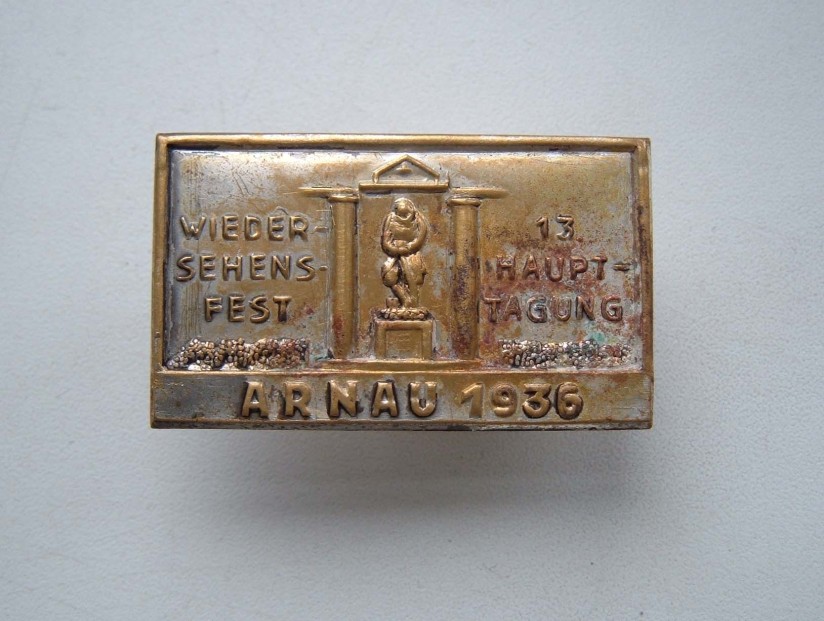 WIEDER-
SEHENS-
FEST
13
HAUPT-
TAGUNG
ARNAU 1936